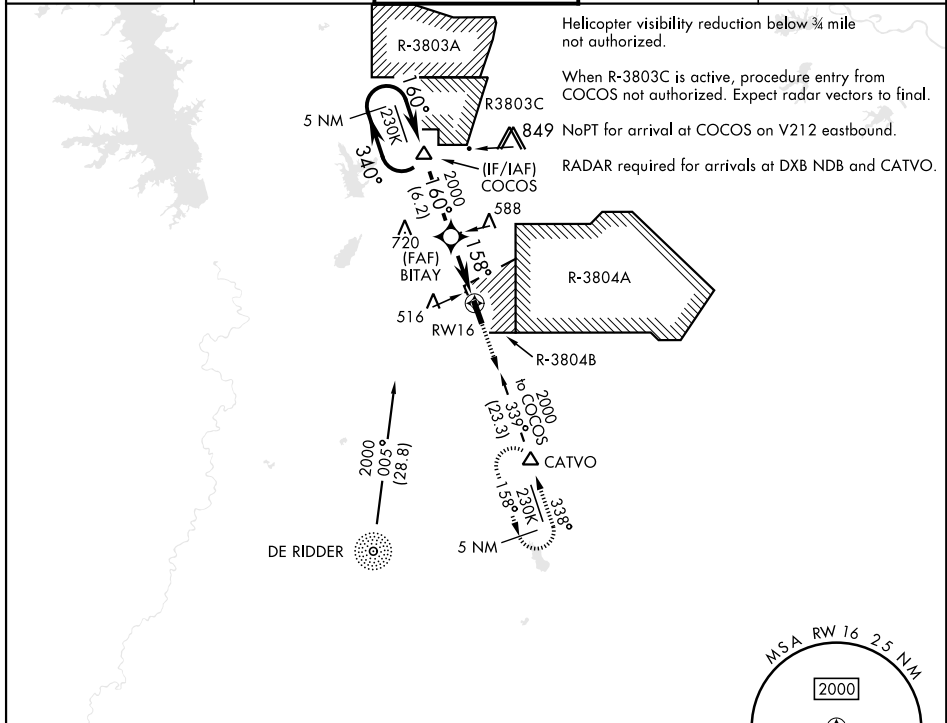 Helicopter visibility reduction below ¾ mile
not authorized.
When R-3803C is active, procedure entry from
COCOS not authorized. Expect radar vectors to final.
NoPT for arrival at COCOS on V212 eastbound.
RADAR required for arrivals at DXB NDB and CATVO.
R-3803A
R3803C
160°
5 NM
230K
340°
849
(IF/IAF)
COCOS
2000
160°
(6.2)
588
720
(FAF)
BITAY
158°
R-3804A
516
RW16
R-3804B
2000
to COCOS
339°
(23.3)
CATVO
2000
005°
(28.8)
158°
230K
338°
5 NM
DE RIDDER
MSA RW 16 25 NM
2000